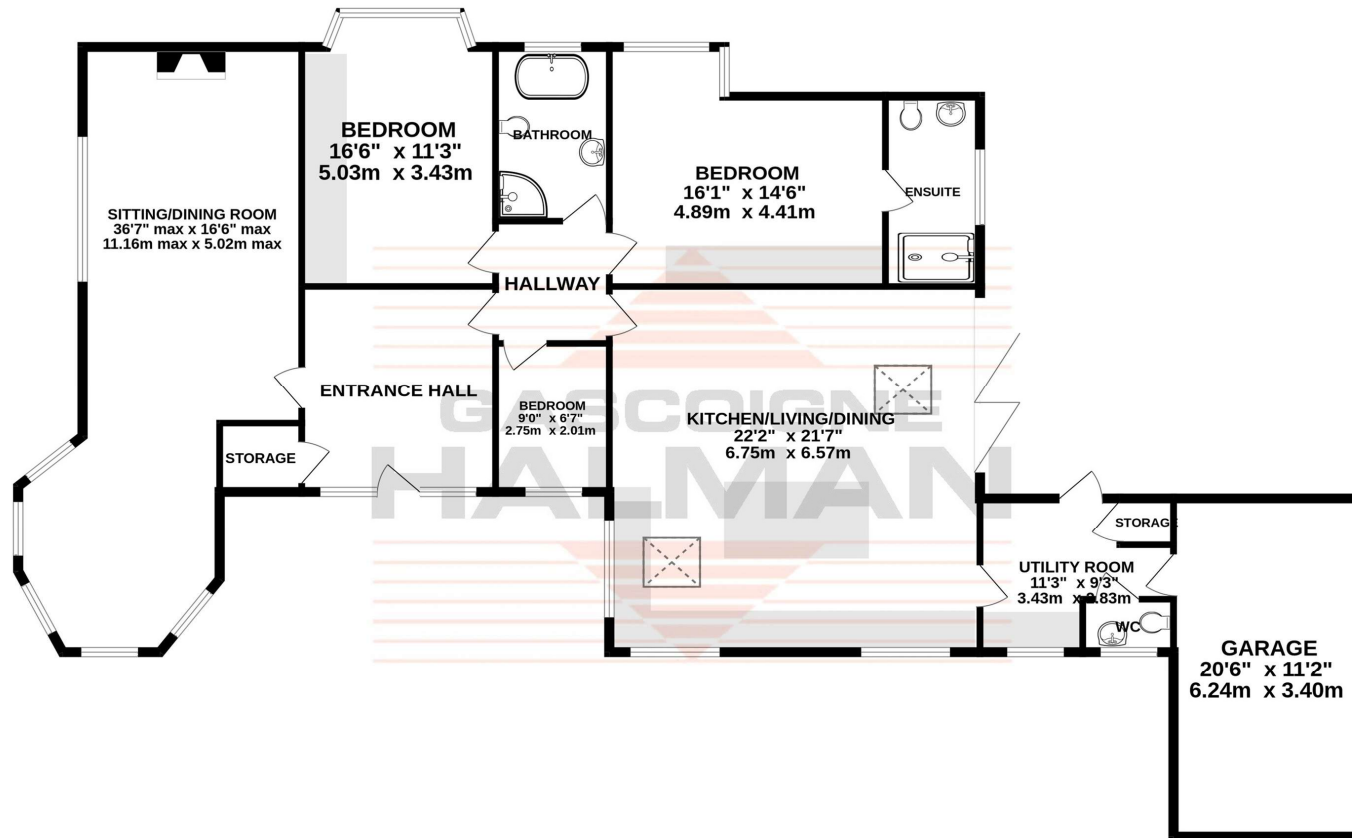 BEDROOM
16'6" x 11'3"
5.03m x 3.43m
BATHROOM
BEDROOM
16'1" x 14'6"
4.89m x 4.41m
ENSUITE
SITTING/DINING ROOM
36'7" max x 16'6" max
11.16m max x 5.02m max
HALLWAY
ENTRANCE HALL
BEDROOM
9'0" x 6'7"
2.75m x 2.01m
KITCHEN/LIVING/DINING
22'2" x 21'7"
6.75m x 6.57m
STORAGE
GASCOIGNE
HALMAN
STORAGE
UTILITY ROOM
11'3" x 9'3"
3.43m x 2.83m
WC
GARAGE
20'6" x 11'2"
6.24m x 3.40m